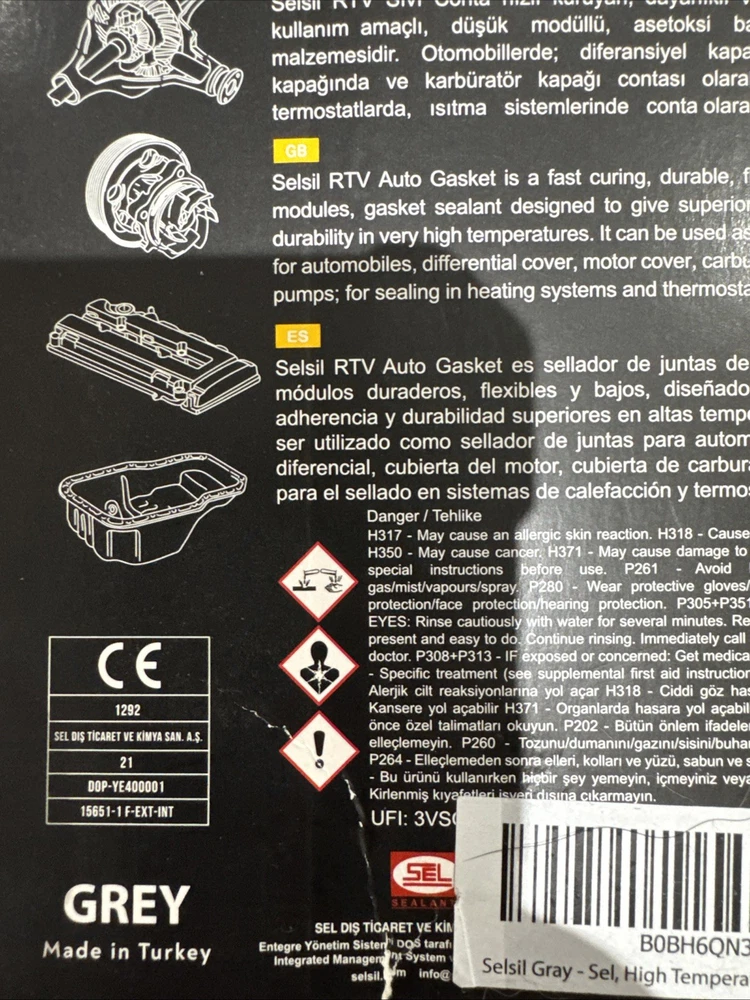 Selsil RTV Sıvı Conta hızlı kuruyan, dayanıklı
kullanım amaçlı, düşük modüllü, asetoksi ba
malzemesidir. Otomobillerde; diferansiyel kapa
kapağında ve karbüratör kapağı contası olara
termostatlarda, ısıtma sistemlerinde conta olara
GB
Selsil RTV Auto Gasket is a fast curing, durable, f
modules, gasket sealant designed to give superior
durability in very high temperatures. It can be used as
for automobiles, differential cover, motor cover, carbu
pumps; for sealing in heating systems and thermosta
ES
Selsil RTV Auto Gasket es sellador de juntas de
módulos duraderos, flexibles y bajos, diseñado
adherencia y durabilidad superiores en altas tempe
ser utilizado como sellador de juntas para autom
diferencial, cubierta del motor, cubierta de carbura
para el sellado en sistemas de calefacción y termos
Danger / Tehlike
H317 - May cause an allergic skin reaction. H318 - Cause
H350 - May cause cancer. H371 - May cause damage to
special instructions before use. P261 - Avoid
gas/mist/vapours/spray. P280 - Wear protective gloves/
protection/face protection/hearing protection. P305+P351
EYES: Rinse cautiously with water for several minutes. Re
present and easy to do. Continue rinsing. Immediately call
doctor. P308+P313 - IF exposed or concerned: Get medica
- Specific treatment (see supplemental first aid instruction
Alerjik cilt reaksiyonlarına yol açar H318 - Ciddi göz has
Kansere yol açabilir H371 - Organlarda hasara yol açabil
önce özel talimatları okuyun. P202 - Bütün önlem ifadeler
elleçlemeyin. P260 - Tozunu/dumanını/gazını/sisini/buha
P264 - Elleçlemeden sonra elleri, kolları ve yüzü, sabun ve s
- Bu ürünü kullanırken hiçbir şey yemeyin, içmeyiniz veya
Kirlenmiş kıyafetleri işyeri dışına çıkarmayın.
UFI: 3VS
CE
1292
SEL DIŞ TİCARET VE KİMYA SAN. A.Ş.
21
DOP-YE400001
15651-1 F-EXT-INT
GREY
Made in Turkey
SEL
SEALANT
SEL DIŞ TİCARET VE KİM
Entegre Yönetim Sistemi DQS tarafı
Integrated Management System
selsil. m info@
B0BH6QN3
Selsil Gray - Sel, High Tempera